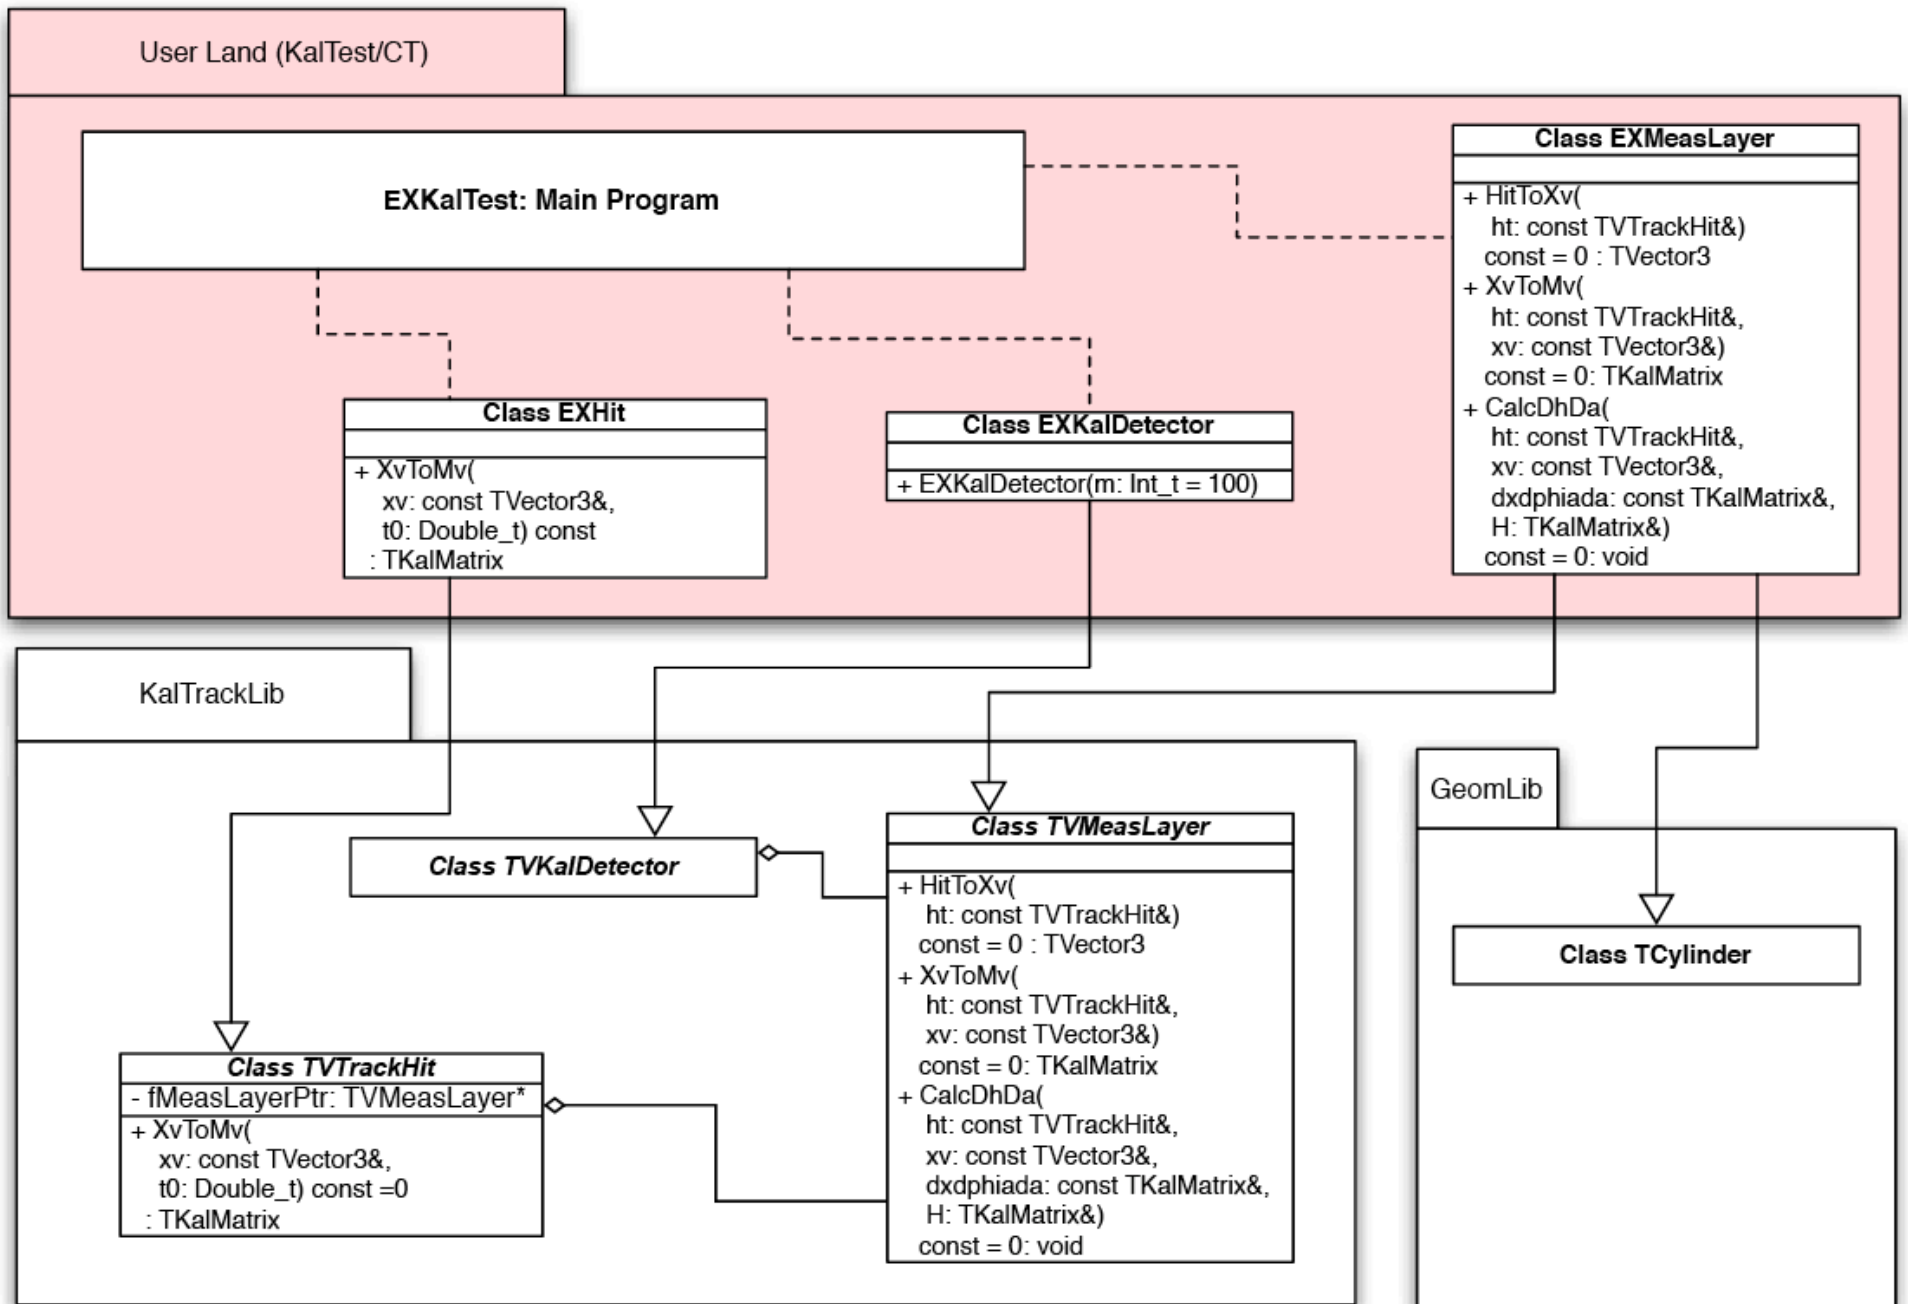 User Land (KalTest/CT)
EXKalTest: Main Program
Class EXMeasLayer
+ HitToXv(
ht: const TVTrackHit&)
const = 0 : TVector3
+ XvToMv(
ht: const TVTrackHit&,
xv: const TVector3&)
const = 0: TKalMatrix
+ CalcDhDa(
ht: const TVTrackHit&,
xv: const TVector3&,
dxdphiada: const TKalMatrix&,
H: TKalMatrix&)
const = 0: void
Class EXHit
+ XvToMv(
xv: const TVector3&,
t0: Double_t) const
: TKalMatrix
Class EXKalDetector
+ EXKalDetector(m: Int_t = 100)
KalTrackLib
Class TVKalDetector
Class TVMeasLayer
+ HitToXv(
ht: const TVTrackHit&)
const = 0 : TVector3
+ XvToMv(
ht: const TVTrackHit&,
xv: const TVector3&)
const = 0: TKalMatrix
+ CalcDhDa(
ht: const TVTrackHit&,
xv: const TVector3&,
dxdphiada: const TKalMatrix&,
H: TKalMatrix&)
const = 0: void
Class TVTrackHit
- fMeasLayerPtr: TVMeasLayer*
+ XvToMv(
xv: const TVector3&,
t0: Double_t) const =0
: TKalMatrix
GeomLib
Class TCylinder